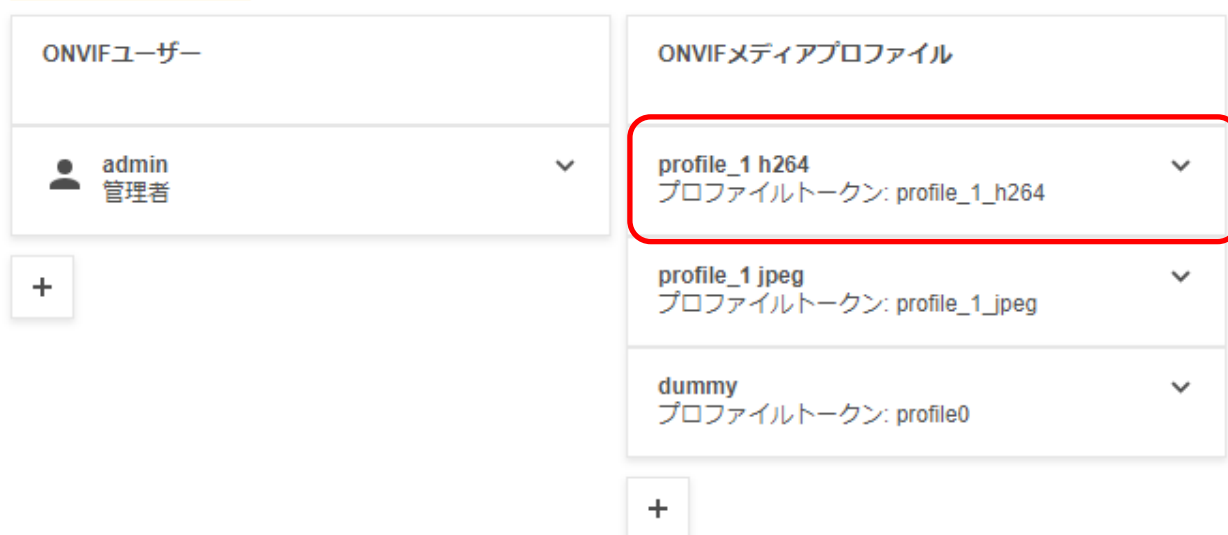 ONVIFユーザー
admin
管理者
+
ONVIFメディアプロファイル
profile_1 h264
プロファイルトークン: profile_1_h264
profile_1 jpeg
プロファイルトークン: profile_1_jpeg
dummy
プロファイルトークン: profile0
+